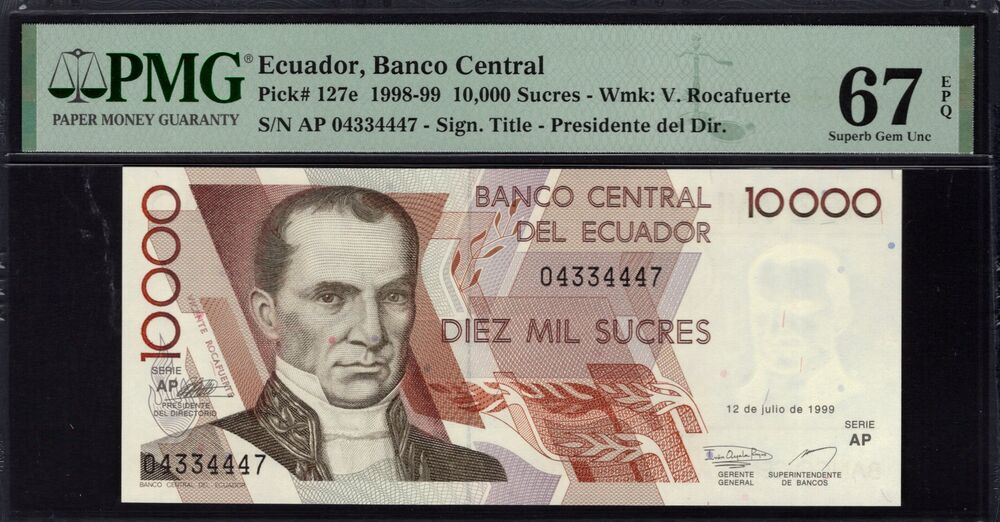 PMG®
PAPER MONEY GUARANTY
Ecuador, Banco Central
Pick# 127e 1998-99 10,000 Sucres - Wmk: V. Rocafuerte
S/N AP 04334447 - Sign. Title - Presidente del Dir.
67
EPQ
Superb Gem Unc
10000
BANCO CENTRAL
DEL ECUADOR
10000
04334447
DIEZ MIL SUCRES
VICENTE ROCAFUERTE
SERIE
AP
PRESIDENTE
DEL DIRECTORIO
04334447
BANCO CENTRAL DEL ECUADOR
12 de julio de 1999
SERIE
AP
GERENTE
GENERAL
SUPERINTENDENTE
DE BANCOS